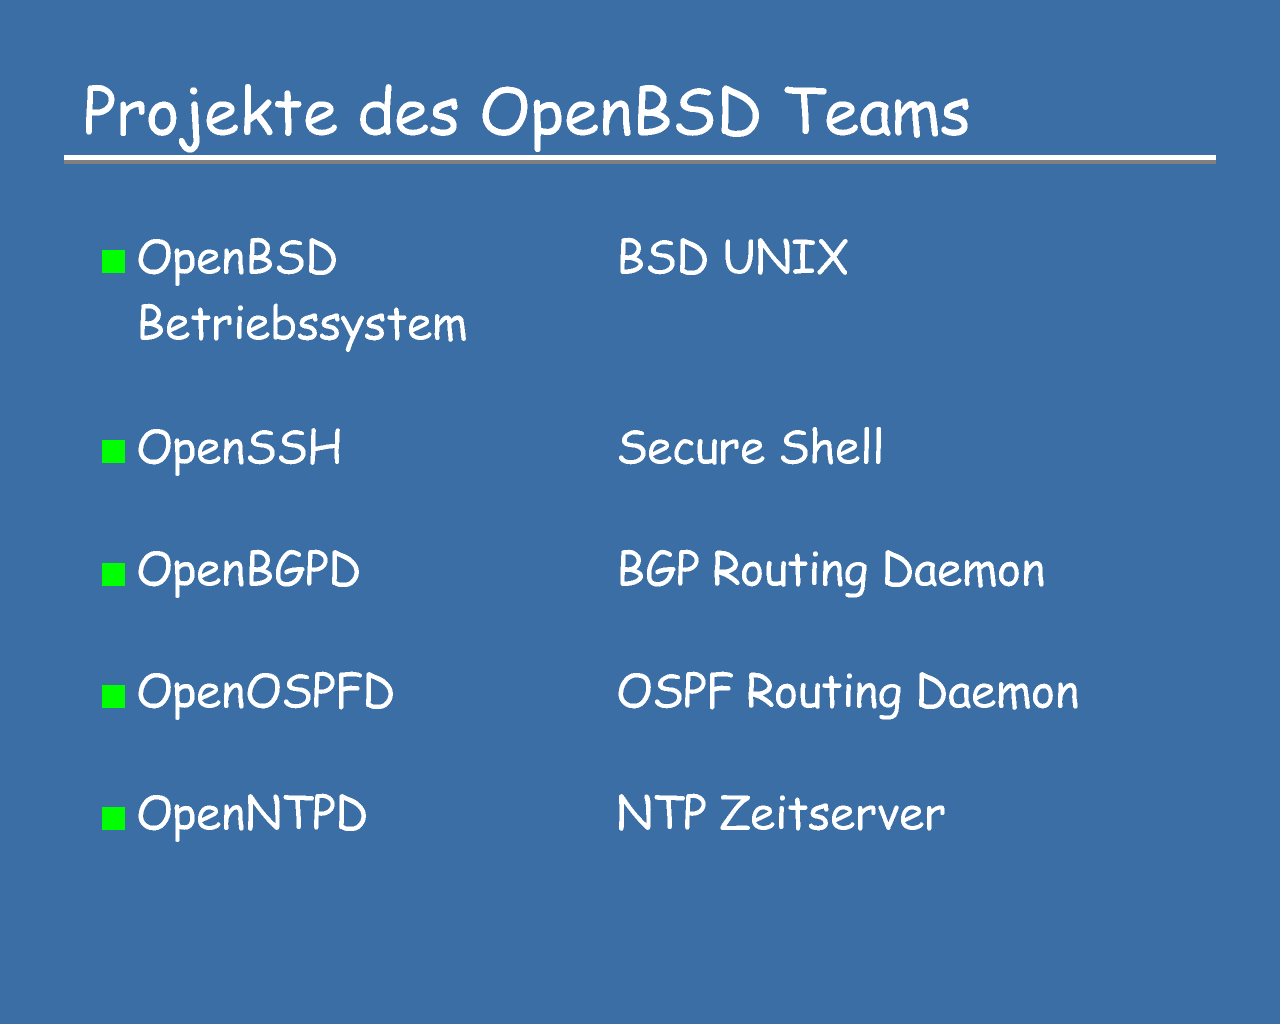 Projekte des OpenBSD Teams
OpenBSD BSD UNIX
Betriebssystem
OpenSSH Secure Shell
OpenBGPD BGP Routing Daemon
OpenOSPFD OSPF Routing Daemon
OpenNTPD NTP Zeitserver